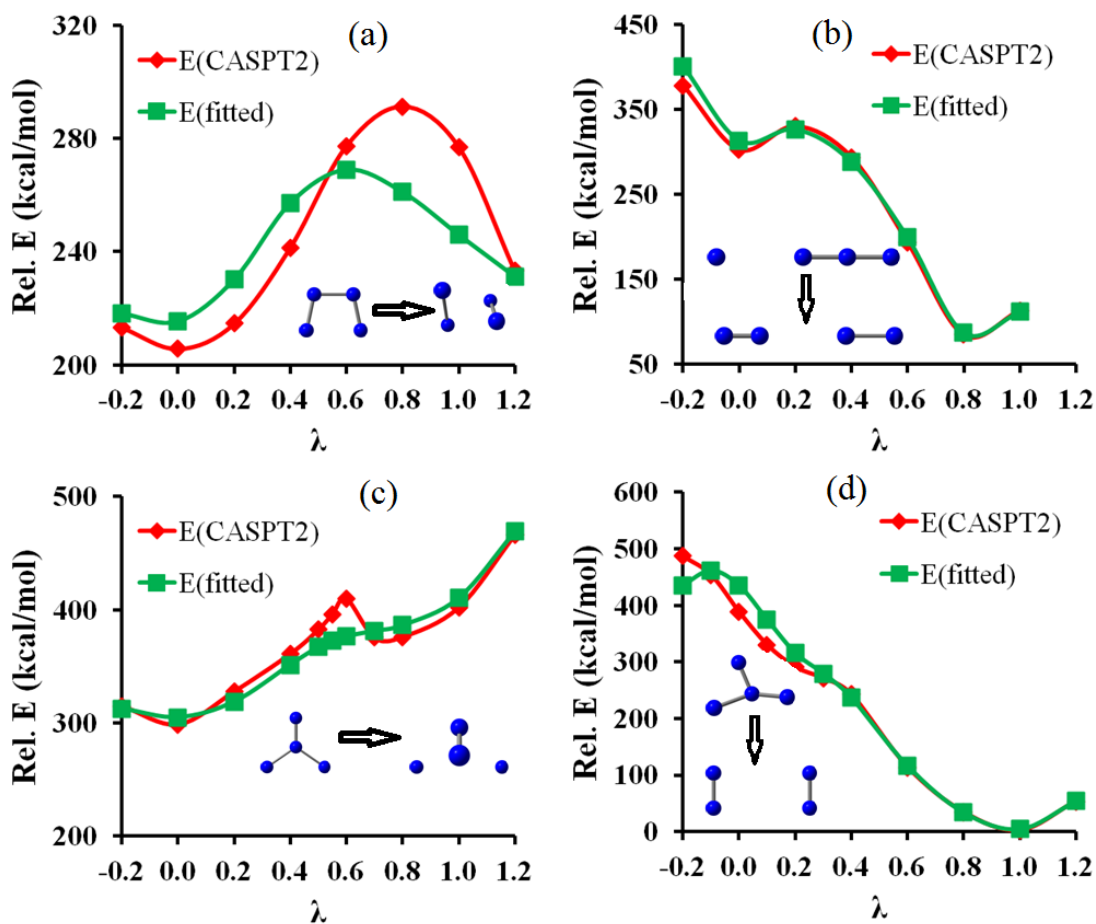 (a)
E(CASPT2)
E(fitted)
Rel. E (kcal/mol)
320
280
240
200
-0.2 0.0 0.2 0.4 0.6 0.8 1.0 1.2
λ
(b)
E(CASPT2)
E(fitted)
Rel. E (kcal/mol)
450
350
250
150
50
-0.2 0.0 0.2 0.4 0.6 0.8 1.0 1.2
λ
(c)
E(CASPT2)
E(fitted)
Rel. E (kcal/mol)
500
400
300
200
-0.2 0.0 0.2 0.4 0.6 0.8 1.0 1.2
λ
(d)
E(CASPT2)
E(fitted)
Rel. E (kcal/mol)
600
500
400
300
200
100
0
-0.2 0.0 0.2 0.4 0.6 0.8 1.0 1.2
λ